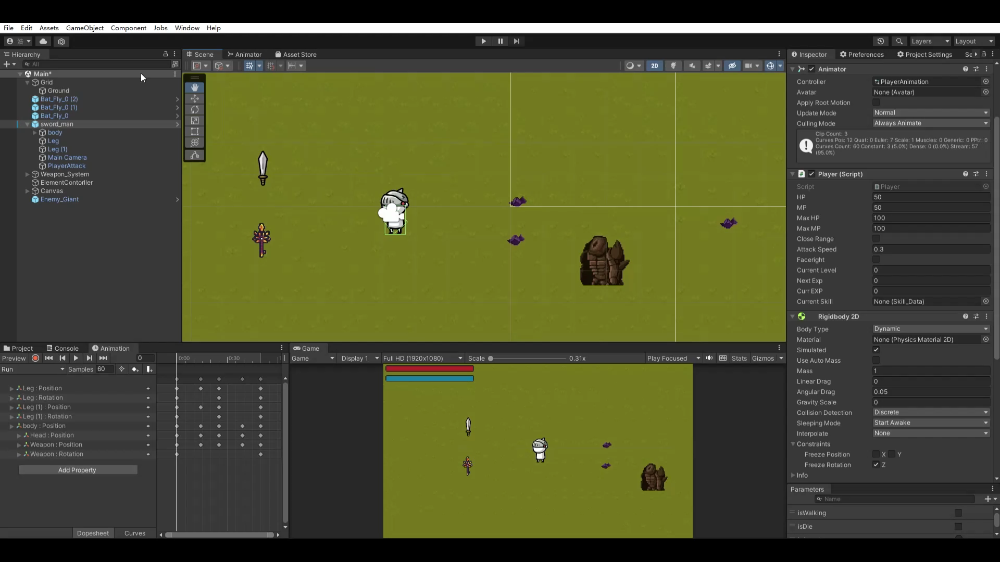 File Edit Assets GameObject Component Jobs Window Help
浩 Layers Layout
Hierarchy
All
Main*
Grid
Ground
Bat_Fly_0 (2)
Bat_Fly_0 (1)
Bat_Fly_0
sword_man
body
Leg
Leg (1)
Main Camera
PlayerAttack
Weapon_System
ElementContorller
Canvas
Enemy_Giant
Scene Animator Asset Store
2D
Inspector Preferences Project Settings Se
Animator
Controller PlayerAnimation
Avatar None (Avatar)
Apply Root Motion
Update Mode Normal
Culling Mode Always Animate
Clip Count: 3
Curves Pos: 12 Quat: 0 Euler: 7 Scale: 1 Muscles: 0 Generic: 0 PPtr: 0
Curves Count: 60 Constant: 3 (5.0%) Dense: 0 (0.0%) Stream: 57
(95.0%)
Player (Script)
Script Player
HP 50
MP 50
Max HP 100
Max MP 100
Close Range
Attack Speed 0.3
Faceright
Current Level 0
Next Exp 0
Curr EXP 0
Current Skill None (Skill_Data)
Rigidbody 2D
Body Type Dynamic
Material None (Physics Material 2D)
Simulated
Use Auto Mass
Mass 1
Linear Drag 0
Angular Drag 0.05
Gravity Scale 0
Collision Detection Discrete
Sleeping Mode Start Awake
Interpolate None
Constraints
Freeze Position X Y
Freeze Rotation Z
Info
Parameters
Name
isWalking
isDie
Project Console Animation
Preview 0 0:00 0:30
Run Samples 60
Leg : Position
Leg : Rotation
Leg (1) : Position
Leg (1) : Rotation
body : Position
Head : Position
Weapon : Position
Weapon : Rotation
Add Property
Dopesheet Curves
Game
Game Display 1 Full HD (1920x1080) Scale 0.31x Play Focused Stats Gizmos